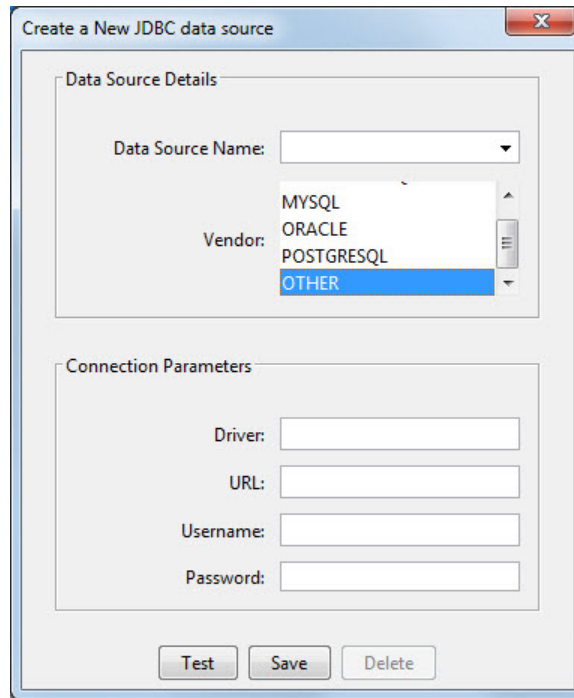 Create a New JDBC data source
Data Source Details
Data Source Name:
Vendor:
MYSQL
ORACLE
POSTGRESQL
OTHER
Connection Parameters
Driver:
URL:
Username:
Password:
Test Save Delete